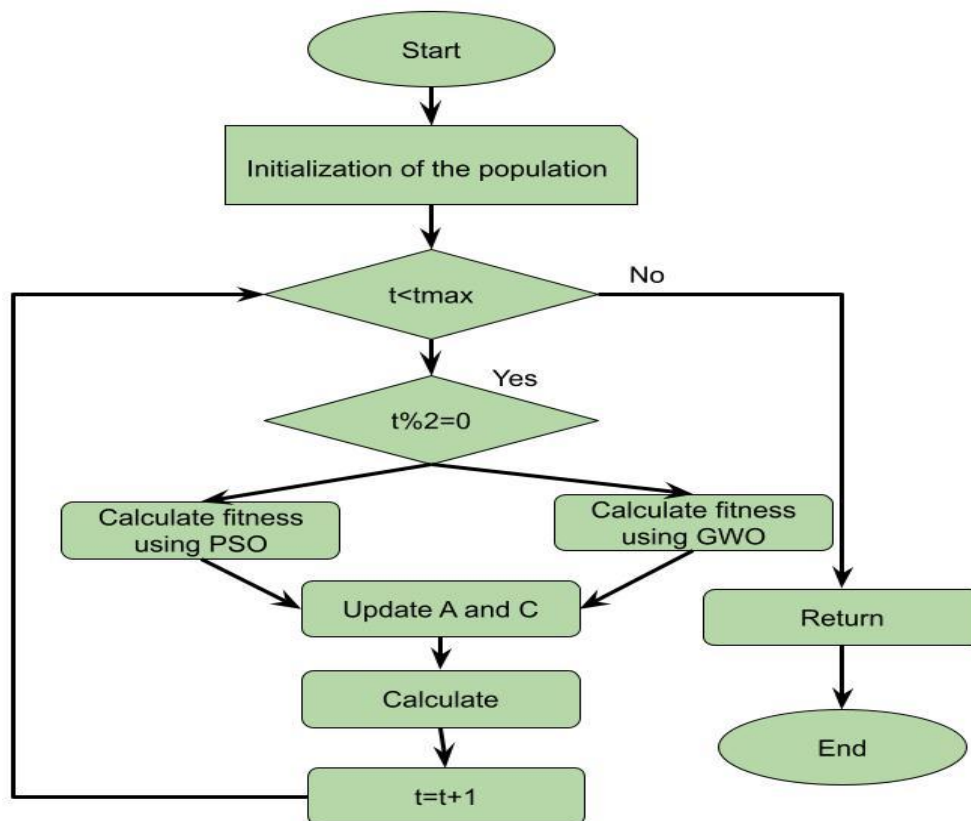 Start
Initialization of the population
t<tmax
No
Yes
t%2=0
Calculate fitness
using PSO
Calculate fitness
using GWO
Update A and C
Return
Calculate
End
t=t+1